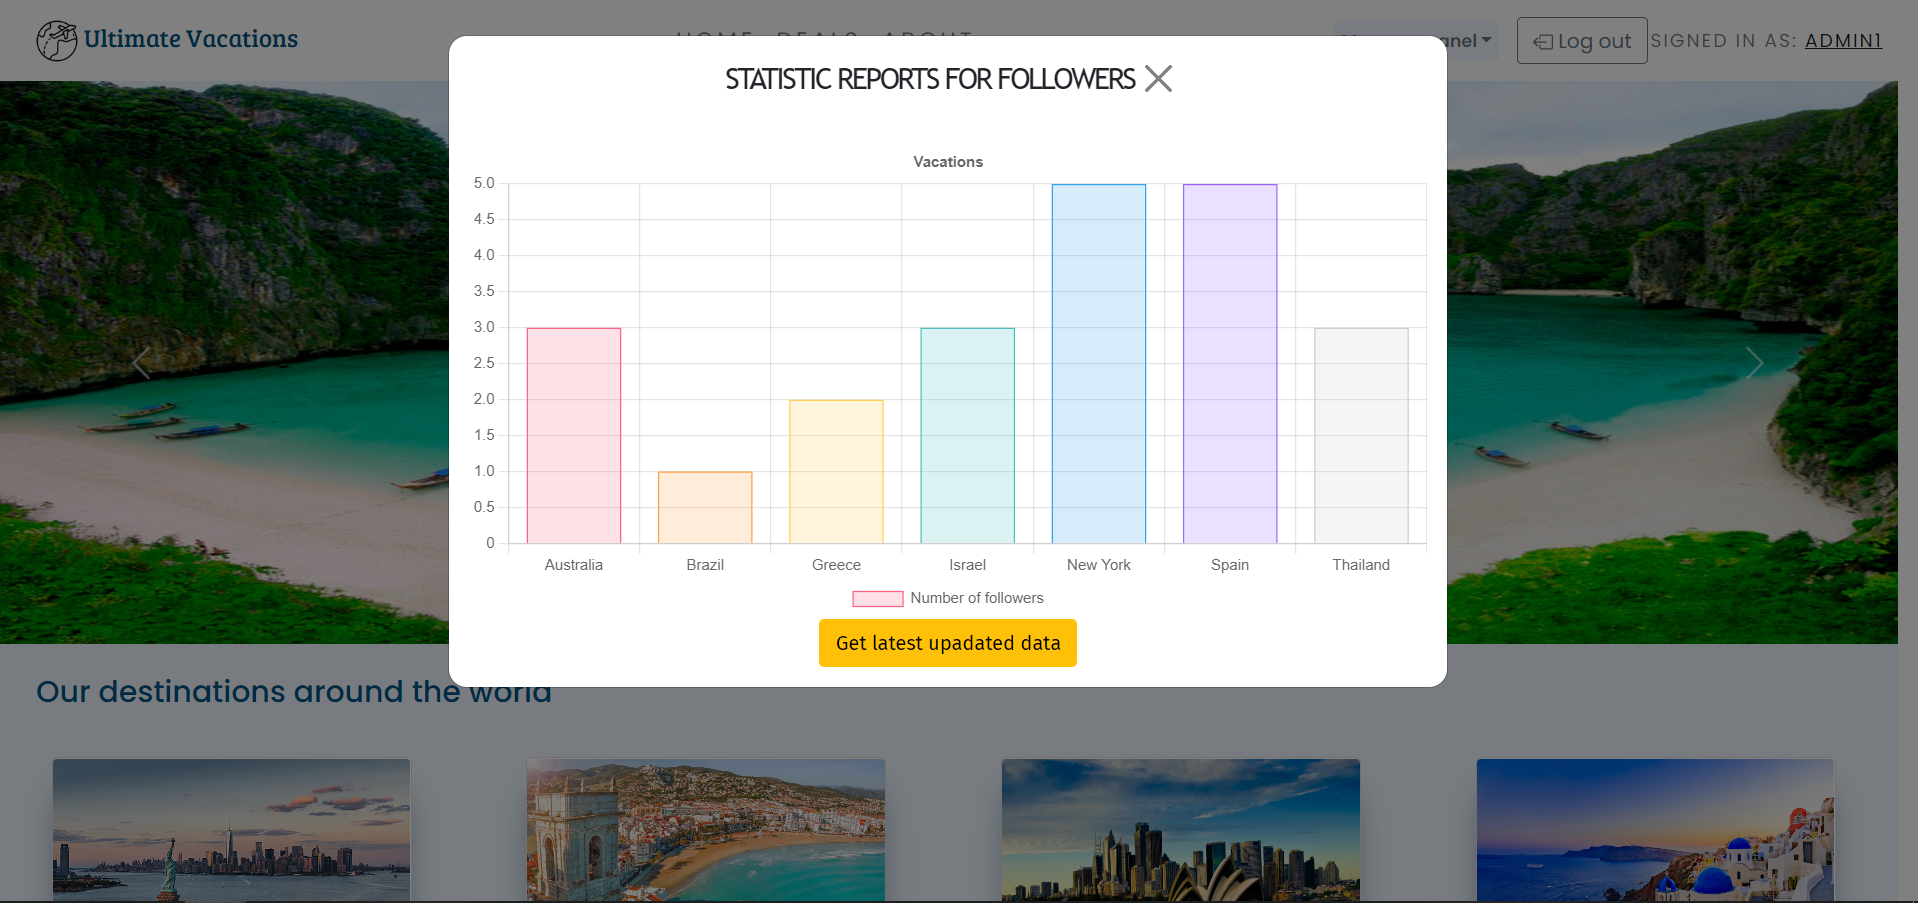 Ultimate Vacations
HOME DEALS ABOUT
Log out
SIGNED IN AS: ADMIN1
STATISTIC REPORTS FOR FOLLOWERS
Vacations
5.0
4.5
4.0
3.5
3.0
2.5
2.0
1.5
1.0
0.5
0
Australia Brazil Greece Israel New York Spain Thailand
Number of followers
Get latest upadated data
Our destinations around the world